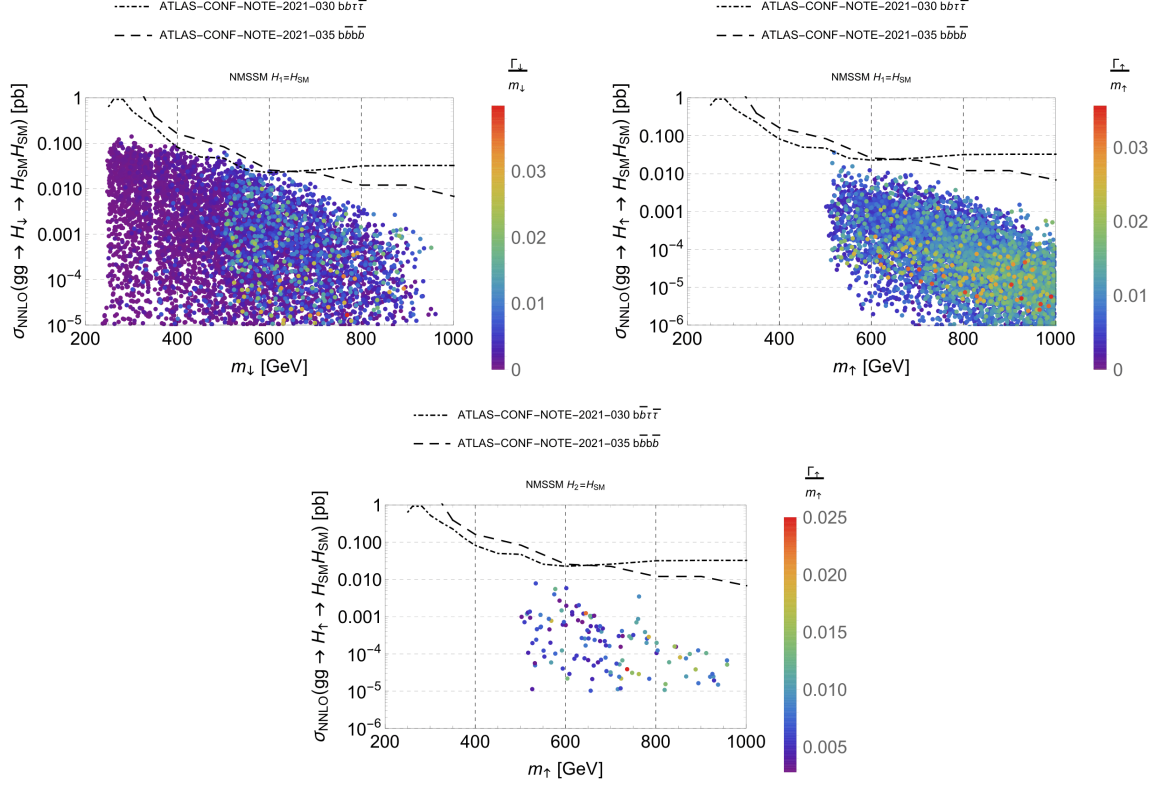 ATLAS-CONF-NOTE-2021-030 bb̅ττ̅
ATLAS-CONF-NOTE-2021-035 bb̅bb̅
NMSSM H₁=H_SM
Γ↓
m↓
σ_NNLO(gg → H↓ → H_SM H_SM) [pb]
1
0.100
0.010
0.001
10⁻⁴
10⁻⁵
200 400 600 800 1000
m↓ [GeV]
0.03
0.02
0.01
0
ATLAS-CONF-NOTE-2021-030 bb̅ττ̅
ATLAS-CONF-NOTE-2021-035 bb̅bb̅
NMSSM H₁=H_SM
Γ↑
m↑
σ_NNLO(gg → H↑ → H_SM H_SM) [pb]
1
0.100
0.010
0.001
10⁻⁴
10⁻⁵
10⁻⁶
200 400 600 800 1000
m↑ [GeV]
0.03
0.02
0.01
0
ATLAS-CONF-NOTE-2021-030 bb̅ττ̅
ATLAS-CONF-NOTE-2021-035 bb̅bb̅
NMSSM H₂=H_SM
Γ↑
m↑
σ_NNLO(gg → H↑ → H_SM H_SM) [pb]
1
0.100
0.010
0.001
10⁻⁴
10⁻⁵
10⁻⁶
200 400 600 800 1000
m↑ [GeV]
0.025
0.020
0.015
0.010
0.005